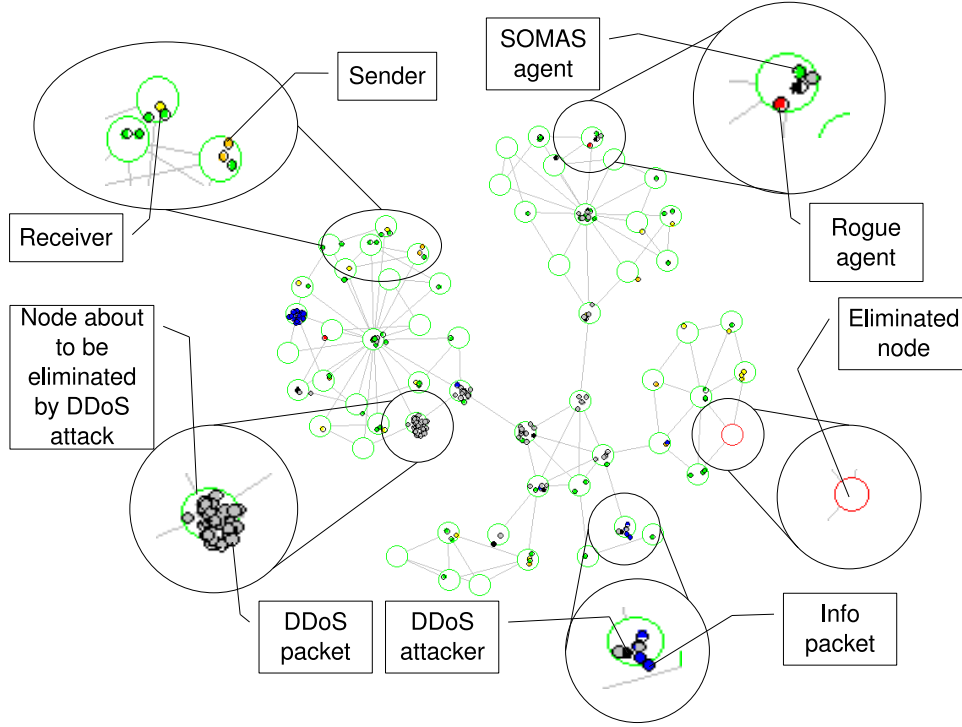 SOMAS
agent
Sender
Receiver
Rogue
agent
Node about
to be
eliminated
by DDoS
attack
Eliminated
node
DDoS
packet
DDoS
attacker
Info
packet